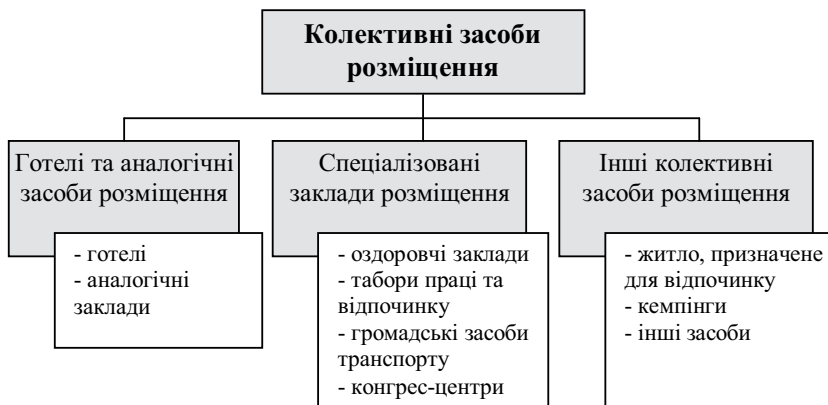 Колективні засоби
розміщення
Готелі та аналогічні
засоби розміщення
- готелі
- аналогічні
заклади
Спеціалізовані
заклади розміщення
- оздоровчі заклади
- табори праці та
відпочинку
- громадські засоби
транспорту
- конгрес-центри
Інші колективні
засоби розміщення
- житло, призначене
для відпочинку
- кемпінги
- інші засоби